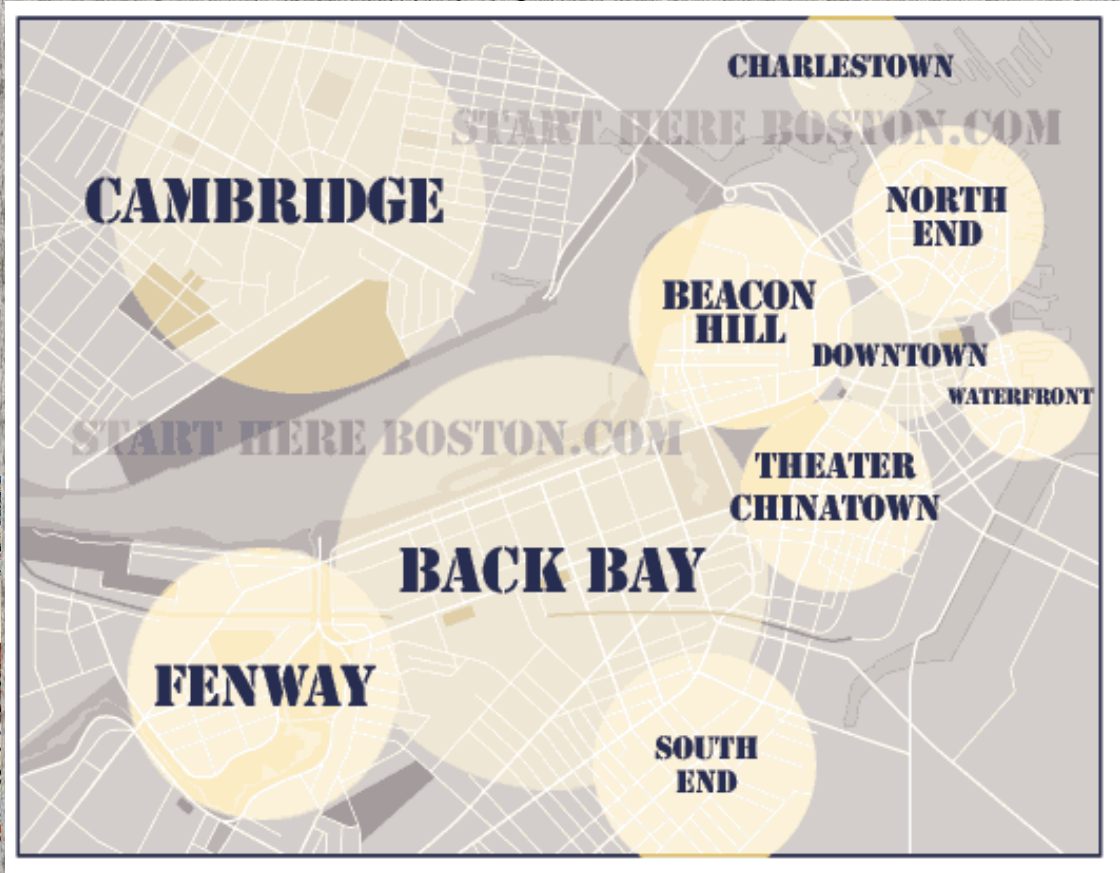 CHARLESTOWN
START HERE BOSTON.COM
CAMBRIDGE
NORTH
END
BEACON
HILL
DOWNTOWN
WATERFRONT
START HERE BOSTON.COM
THEATER
CHINATOWN
BACK BAY
FENWAY
SOUTH
END